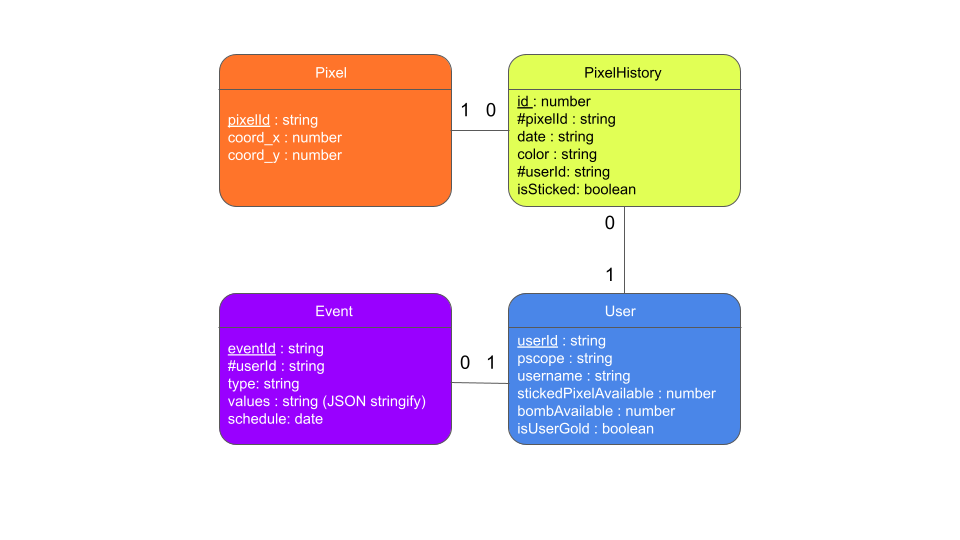 Pixel
pixelId : string
coord_x : number
coord_y : number
1 0
PixelHistory
id : number
#pixelId : string
date : string
color : string
#userId: string
isSticked: boolean
0
1
Event
eventId : string
#userId : string
type: string
values : string (JSON stringify)
schedule: date
0 1
User
userId : string
pscope : string
username : string
stickedPixelAvailable : number
bombAvailable : number
isUserGold : boolean